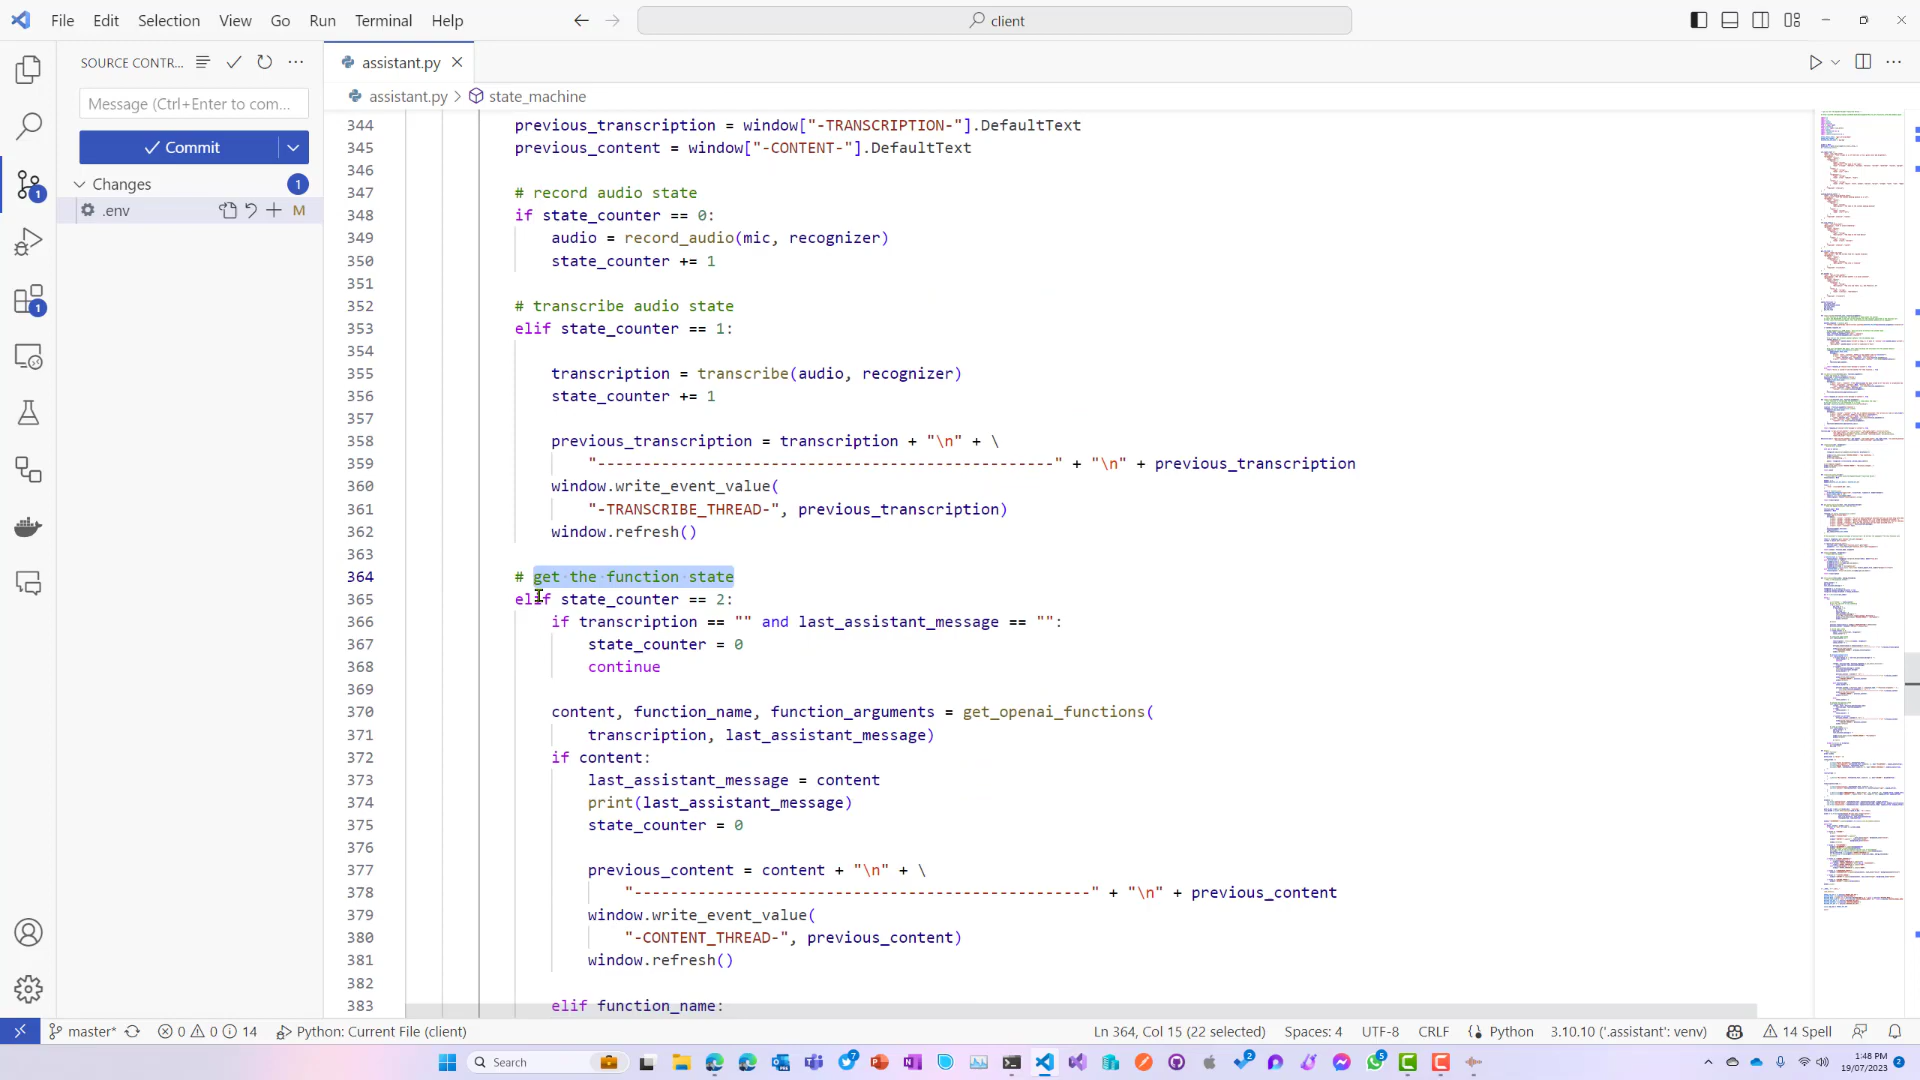 File Edit Selection View Go Run Terminal Help
client
SOURCE CONTR...
assistant.py
assistant.py > state_machine
Message (Ctrl+Enter to com...
Commit
Changes
1
.env
M
1
1
344 previous_transcription = window["-TRANSCRIPTION-"].DefaultText
345 previous_content = window["-CONTENT-"].DefaultText
346
347 # record audio state
348 if state_counter == 0:
349 audio = record_audio(mic, recognizer)
350 state_counter += 1
351
352 # transcribe audio state
353 elif state_counter == 1:
354
355 transcription = transcribe(audio, recognizer)
356 state_counter += 1
357
358 previous_transcription = transcription + "\n" + \
359 "--------------------------------------------------" + "\n" + previous_transcription
360 window.write_event_value(
361 "-TRANSCRIBE_THREAD-", previous_transcription)
362 window.refresh()
363
364 # get the function state
365 elif state_counter == 2:
366 if transcription == "" and last_assistant_message == "":
367 state_counter = 0
368 continue
369
370 content, function_name, function_arguments = get_openai_functions(
371 transcription, last_assistant_message)
372 if content:
373 last_assistant_message = content
374 print(last_assistant_message)
375 state_counter = 0
376
377 previous_content = content + "\n" + \
378 "--------------------------------------------------" + "\n" + previous_content
379 window.write_event_value(
380 "-CONTENT_THREAD-", previous_content)
381 window.refresh()
382
383 elif function_name:
master* 0 0 14 Python: Current File (client) Ln 364, Col 15 (22 selected) Spaces: 4 UTF-8 CRLF Python 3.10.10 ('.assistant': venv) 14 Spell
Search
7
2
5
1:48 PM
19/07/2023
2